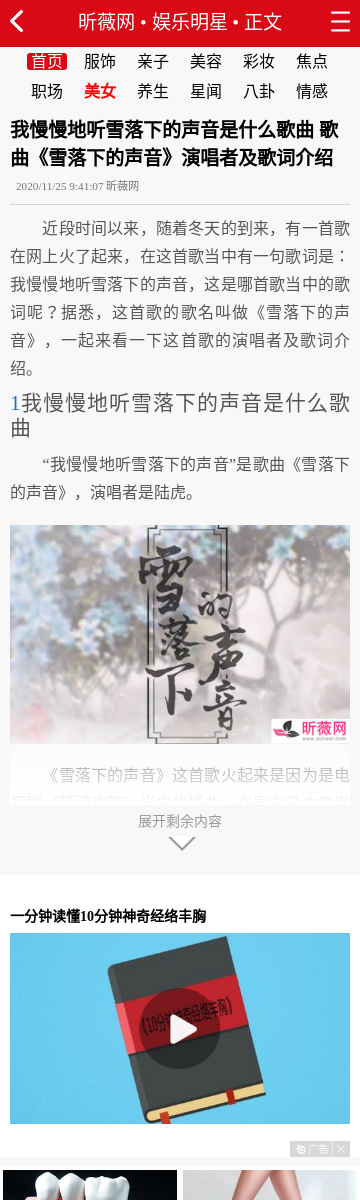 昕薇网 • 娱乐明星 • 正文
首页 服饰 亲子 美容 彩妆 焦点
职场 美女 养生 星闻 八卦 情感
我慢慢地听雪落下的声音是什么歌曲 歌
曲《雪落下的声音》演唱者及歌词介绍
2020/11/25 9:41:07 昕薇网
近段时间以来，随着冬天的到来，有一首歌
在网上火了起来，在这首歌当中有一句歌词是：
我慢慢地听雪落下的声音，这是哪首歌当中的歌
词呢？据悉，这首歌的歌名叫做《雪落下的声
音》，一起来看一下这首歌的演唱者及歌词介
绍。
1我慢慢地听雪落下的声音是什么歌
曲
“我慢慢地听雪落下的声音”是歌曲《雪落下
的声音》，演唱者是陆虎。
雪落下
的声音
昕薇网
《雪落下的声音》这首歌火起来是因为是电
展开剩余内容
一分钟读懂10分钟神奇经络丰胸
《10分钟神奇经络丰胸》
广告